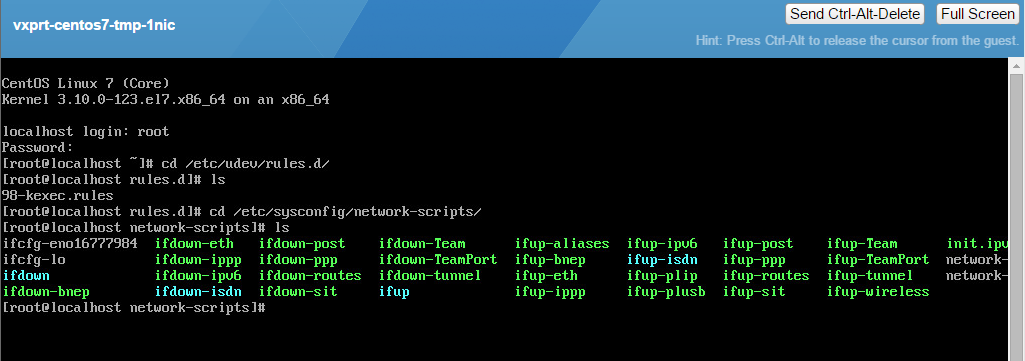 vxprt-centos7-tmp-1nic
Send Ctrl-Alt-Delete
Full Screen
Hint: Press Ctrl-Alt to release the cursor from the guest.
CentOS Linux 7 (Core)
Kernel 3.10.0-123.el7.x86_64 on an x86_64
localhost login: root
Password:
[root@localhost ~]# cd /etc/udev/rules.d/
[root@localhost rules.d]# ls
98-kexec.rules
[root@localhost rules.d]# cd /etc/sysconfig/network-scripts/
[root@localhost network-scripts]# ls
ifcfg-eno16777984 ifdown-eth ifdown-post ifdown-Team ifup-aliases ifup-ipv6 ifup-post ifup-Team init.ipv
ifcfg-lo ifdown-ippp ifdown-ppp ifdown-TeamPort ifup-bnep ifup-isdn ifup-ppp ifup-TeamPort network-
ifdown ifdown-ipv6 ifdown-routes ifdown-tunnel ifup-eth ifup-plip ifup-routes ifup-tunnel network-
ifdown-bnep ifdown-isdn ifdown-sit ifup ifup-ippp ifup-plusb ifup-sit ifup-wireless
[root@localhost network-scripts]#